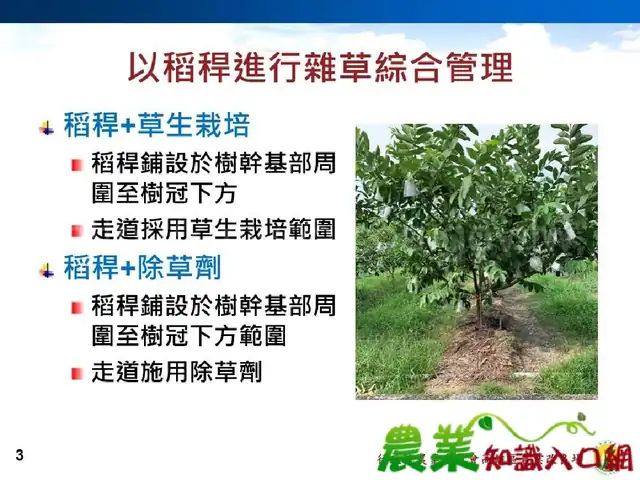 以稻稈進行雜草綜合管理
稻稈+草生栽培
稻稈鋪設於樹幹基部周
圍至樹冠下方
走道採用草生栽培範圍
稻稈+除草劑
稻稈鋪設於樹幹基部周
圍至樹冠下方範圍
走道施用除草劑
3
農業知識入口網